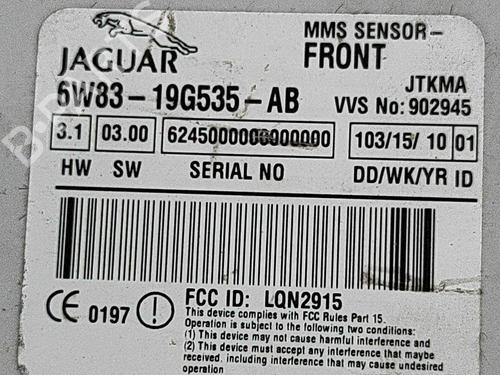 JAGUAR
MMS SENSOR-
FRONT
6W83-19G535-AB
JTKMA
VVS No: 902945
3.1 03.00 6245000000000000 103/15/ 10 01
HW SW SERIAL NO DD/WK/YR ID
CE 0197
FCC ID: LQN2915
This device complies with FCC Rules Part 15.
Operation is subject to the following two conditions:
(1) This device may not cause harmful interference and
(2) This device must accept any interference that maybe
received, including interference that may cause undesired
operation